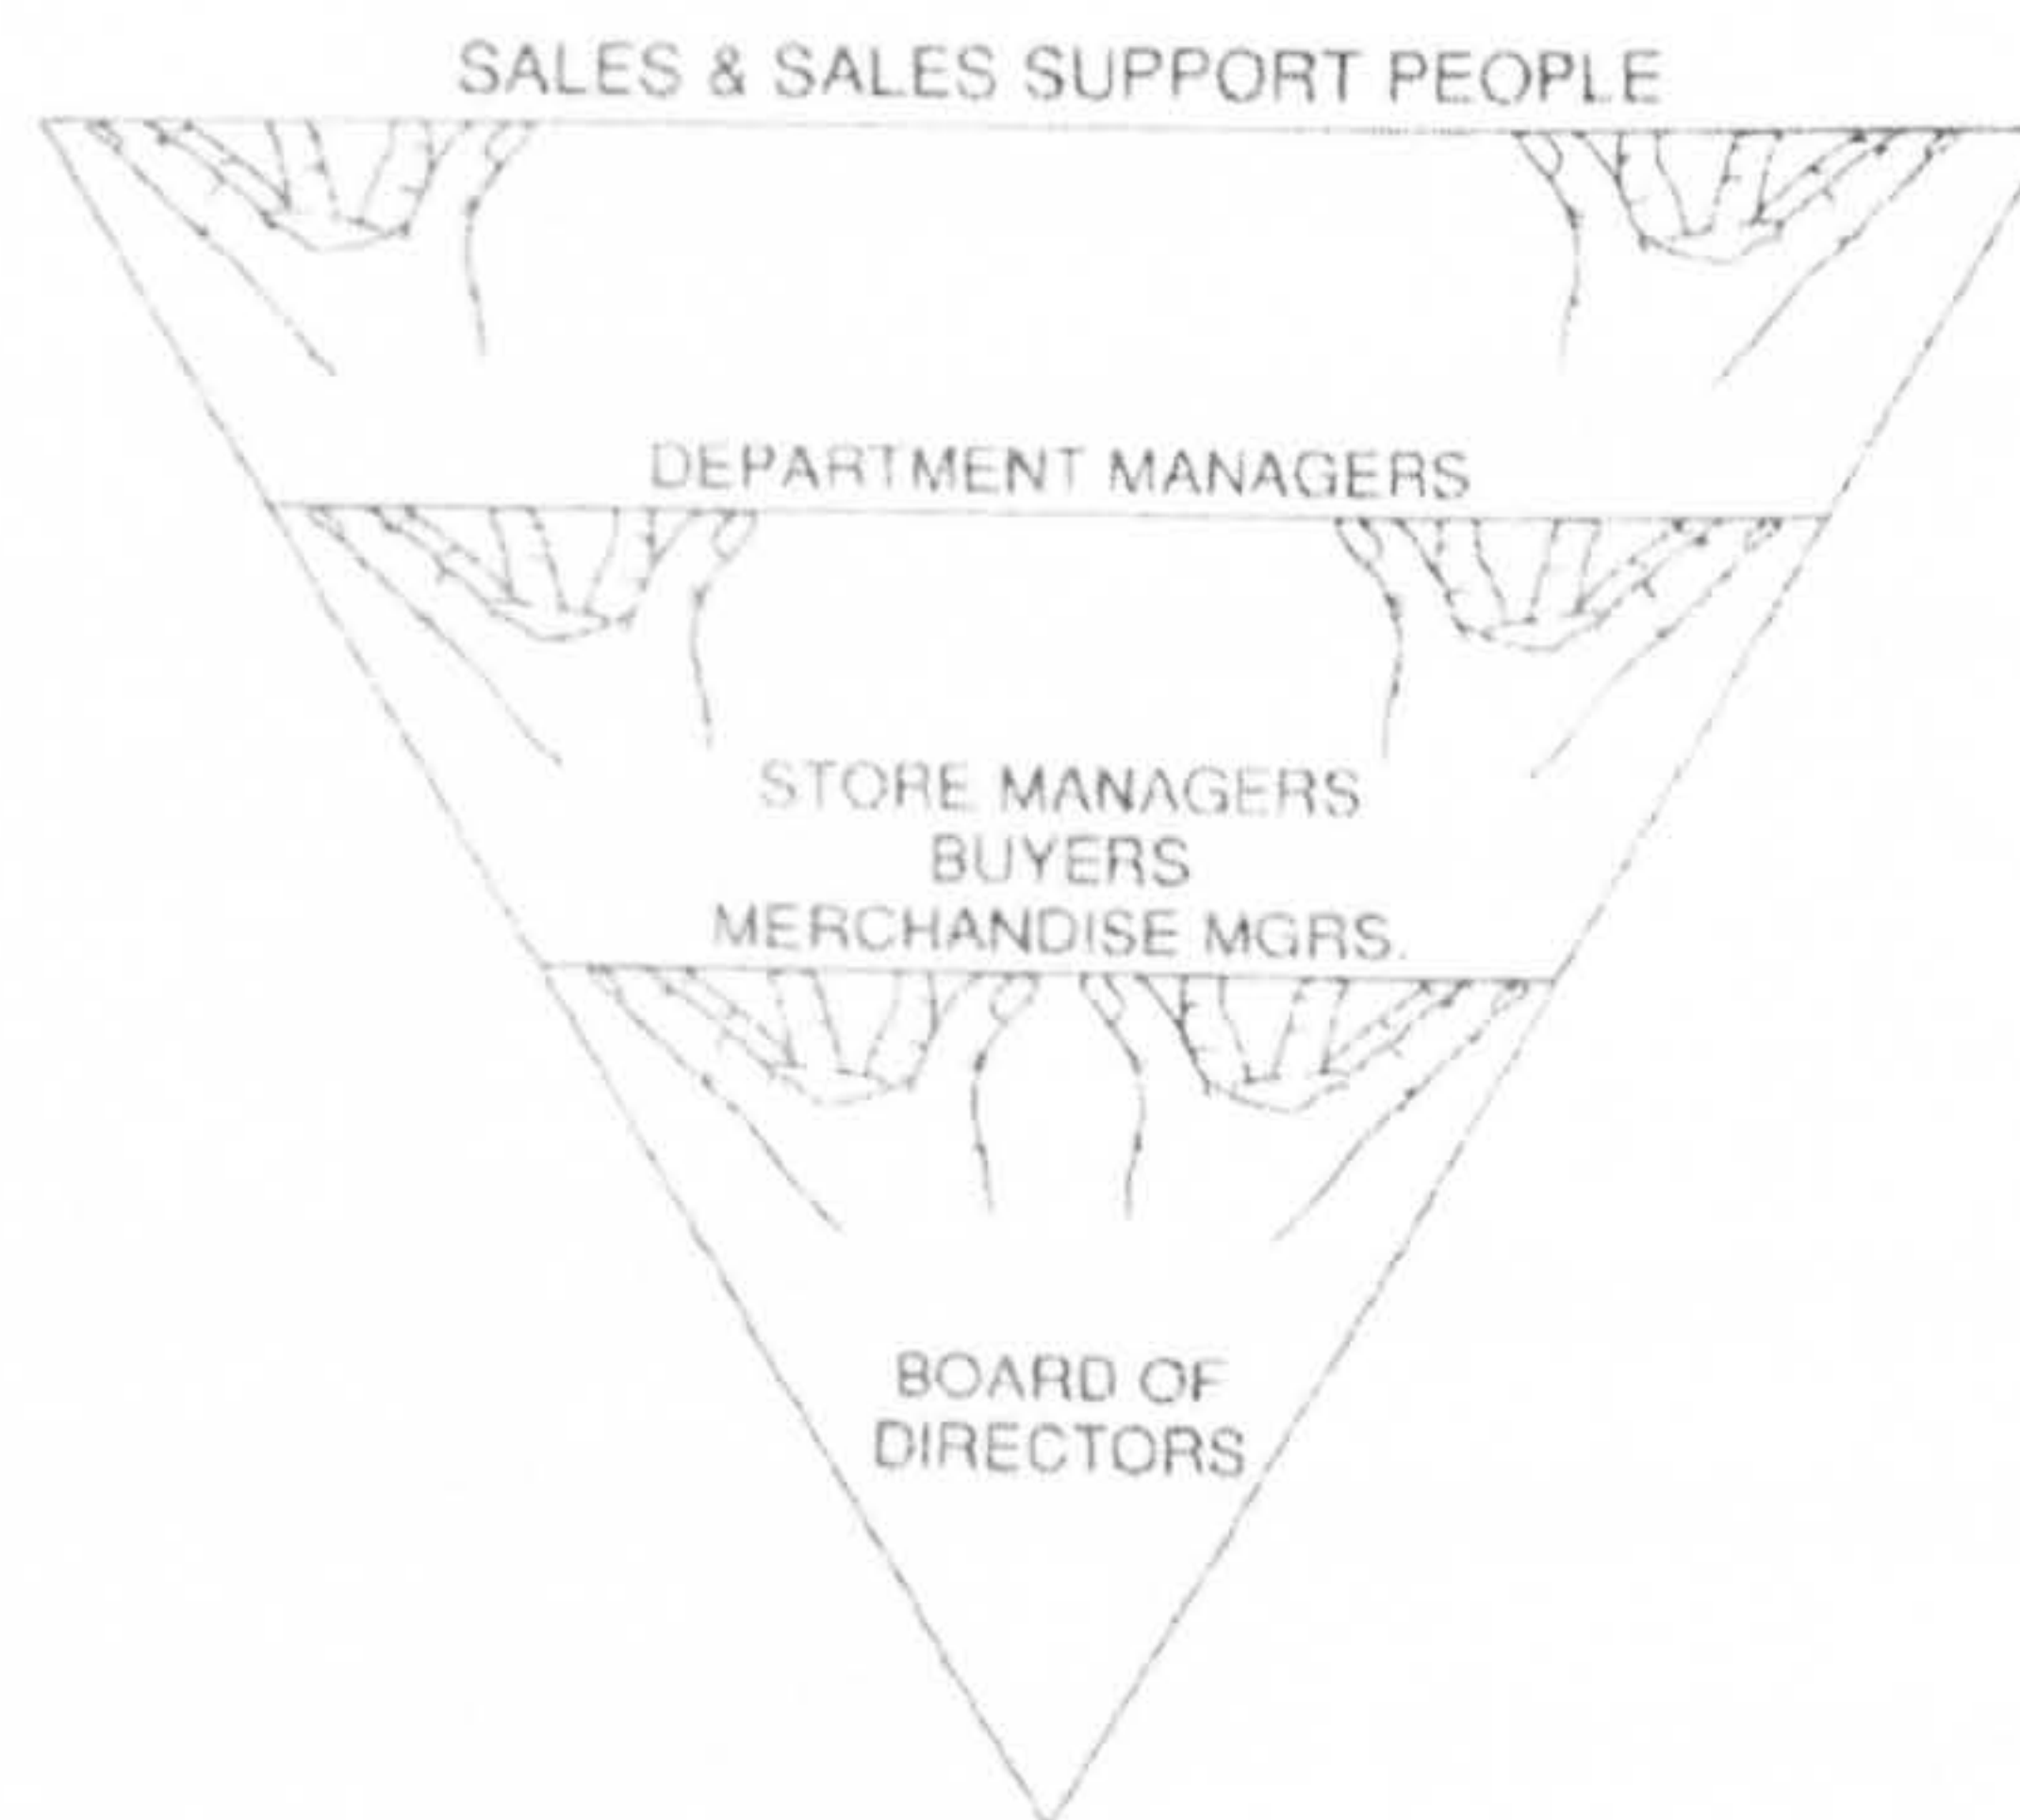 SALES & SALES SUPPORT PEOPLE
DEPARTMENT MANAGERS
STORE MANAGERS
BUYERS
MERCHANDISE MGRS.
BOARD OF
DIRECTORS